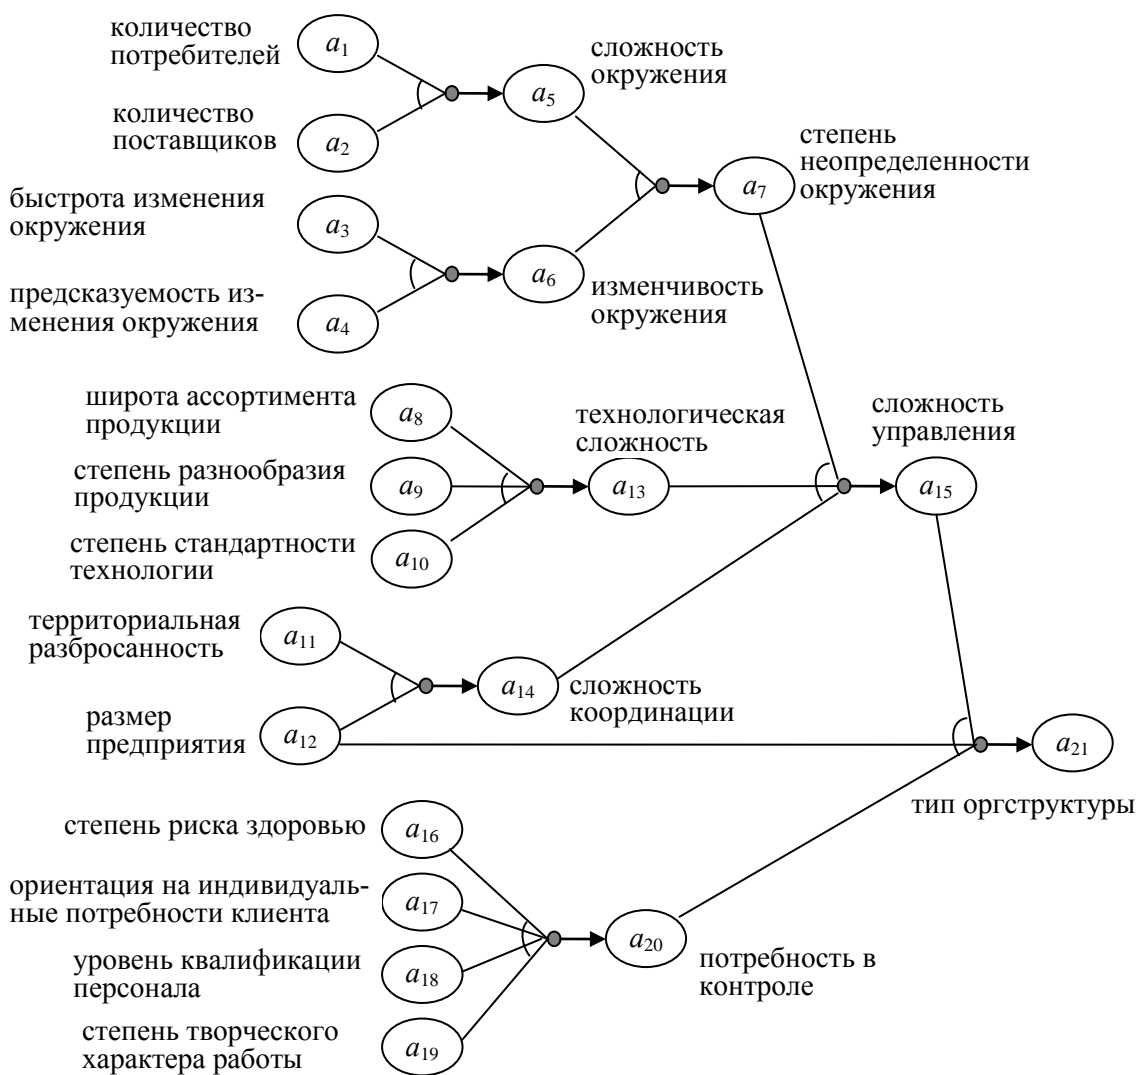 количество
потребителей
a1
сложность
окружения
a5
количество
поставщиков
a2
степень
неопределенности
окружения
a7
быстрота изменения
окружения
a3
a6
изменчивость
окружения
предсказуемость из-
менения окружения
a4
широта ассортимента
продукции
a8
технологическая
сложность
сложность
управления
степень разнообразия
продукции
a9
a13
a15
степень стандартности
технологии
a10
территориальная
разбросанность
a11
a14
сложность
координации
размер
предприятия
a12
a21
тип оргструктуры
степень риска здоровью
a16
ориентация на индивидуаль-
ные потребности клиента
a17
a20
потребность в
контроле
уровень квалификации
персонала
a18
степень творческого
характера работы
a19